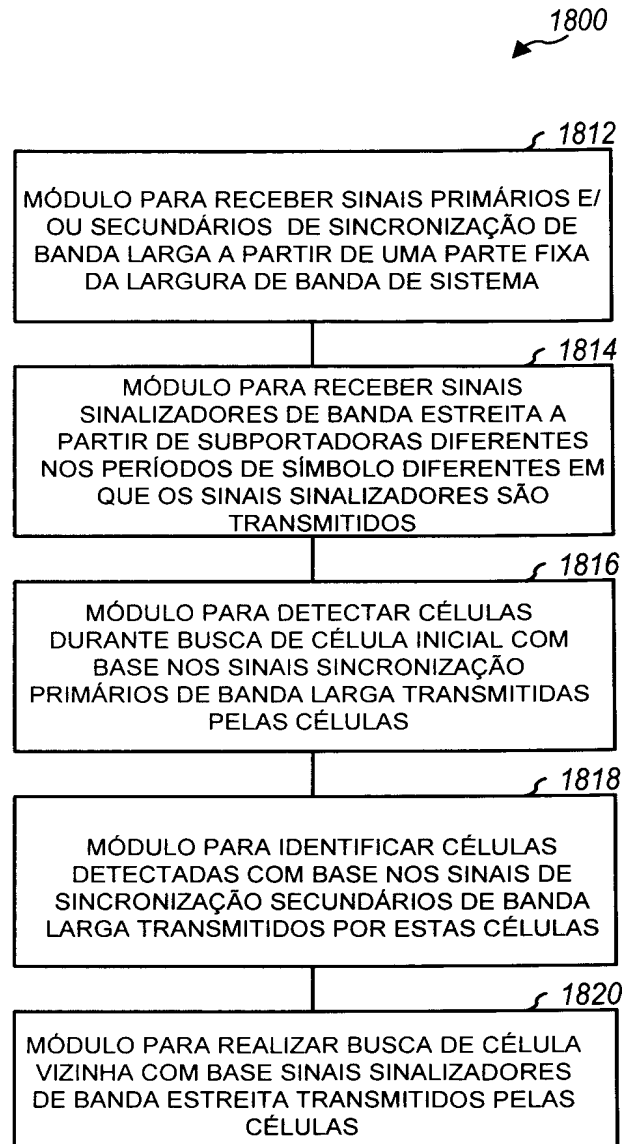 1800
1812
MÓDULO PARA RECEBER SINAIS PRIMÁRIOS E/
OU SECUNDÁRIOS DE SINCRONIZAÇÃO DE
BANDA LARGA A PARTIR DE UMA PARTE FIXA
DA LARGURA DE BANDA DE SISTEMA
1814
MÓDULO PARA RECEBER SINAIS
SINALIZADORES DE BANDA ESTREITA A
PARTIR DE SUBPORTADORAS DIFERENTES
NOS PERÍODOS DE SÍMBOLO DIFERENTES EM
QUE OS SINAIS SINALIZADORES SÃO
TRANSMITIDOS
1816
MÓDULO PARA DETECTAR CÉLULAS
DURANTE BUSCA DE CÉLULA INICIAL COM
BASE NOS SINAIS SINCRONIZAÇÃO
PRIMÁRIOS DE BANDA LARGA TRANSMITIDAS
PELAS CÉLULAS
1818
MÓDULO PARA IDENTIFICAR CÉLULAS
DETECTADAS COM BASE NOS SINAIS DE
SINCRONIZAÇÃO SECUNDÁRIOS DE BANDA
LARGA TRANSMITIDOS POR ESTAS CÉLULAS
1820
MÓDULO PARA REALIZAR BUSCA DE CÉLULA
VIZINHA COM BASE SINAIS SINALIZADORES
DE BANDA ESTREITA TRANSMITIDOS PELAS
CÉLULAS